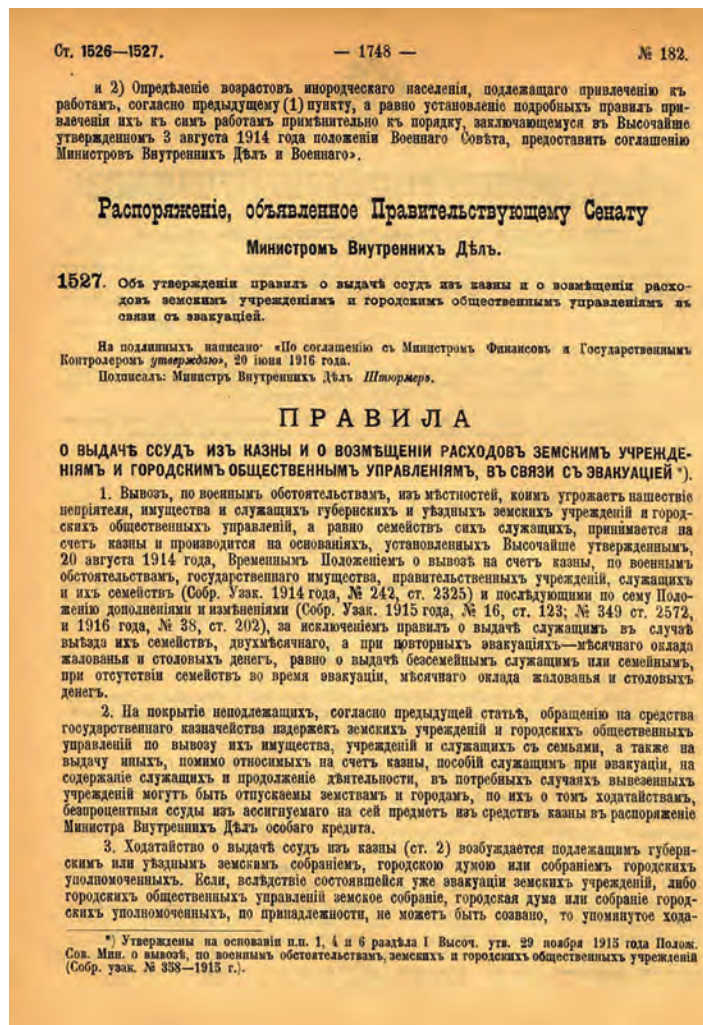 Ст. 1526—1527. — 1748 — № 182.
и 2) Опредѣленіе возрастовъ инородческаго населенія, подлежащаго привлеченію къ
работамъ, согласно предыдущему (1) пункту, а равно установленіе подробныхъ правилъ при-
влеченія ихъ къ симъ работамъ примѣнительно къ порядку, заключающемуся въ Высочайше
утвержденномъ 3 августа 1914 года положеніи Военнаго Совѣта, предоставить соглашенію
Министровъ Внутреннихъ Дѣлъ и Военнаго».
Распоряженіе, объявленное Правительствующему Сенату
Министромъ Внутреннихъ Дѣлъ.
1527. Объ утвержденіи правилъ о выдачѣ ссудъ изъ казны и о возмѣщеніи расхо-
довъ земскимъ учрежденіямъ и городскимъ общественнымъ управленіямъ въ
связи съ эвакуаціей.
На подлинныхъ написано· «По соглашенію съ Министромъ Финансовъ и Государственнымъ
Контролеромъ утверждаю», 20 іюня 1916 года.
Подписалъ: Министръ Внутреннихъ Дѣлъ Штюрмеръ.
ПРАВИЛА
О ВЫДАЧѢ ССУДЪ ИЗЪ КАЗНЫ И О ВОЗМѢЩЕНІИ РАСХОДОВЪ ЗЕМСКИМЪ УЧРЕЖДЕ-
НІЯМЪ И ГОРОДСКИМЪ ОБЩЕСТВЕННЫМЪ УПРАВЛЕНІЯМЪ, ВЪ СВЯЗИ СЪ ЭВАКУАЦІЕЙ *).
1. Вывозъ, по военнымъ обстоятельствамъ, изъ мѣстностей, коимъ угрожаетъ нашествіе
непріятеля, имущества и служащихъ губернскихъ и уѣздныхъ земскихъ учрежденій и город-
скихъ общественныхъ управленій, а равно семействъ сихъ служащихъ, принимается на
счетъ казны и производится на основаніяхъ, установленныхъ Высочайше утвержденнымъ,
20 августа 1914 года, Временнымъ Положеніемъ о вывозѣ на счетъ казны, по военнымъ
обстоятельствамъ, государственнаго имущества, правительственныхъ учрежденій, служащихъ
и ихъ семействъ (Собр. Узак. 1914 года, № 242, ст. 2325) и послѣдующими по сему Поло-
женію дополненіями и измѣненіями (Собр. Узак. 1915 года, № 16, ст. 123; № 349 ст. 2572,
и 1916 года, № 38, ст. 202), за исключеніемъ правилъ о выдачѣ служащимъ въ случаѣ
выѣзда ихъ семействъ, двухмѣсячнаго, а при повторныхъ эвакуаціяхъ—мѣсячнаго оклада
жалованья и столовыхъ денегъ, равно о выдачѣ безсемейнымъ служащимъ или семейнымъ,
при отсутствіи семействъ во время эвакуаціи, мѣсячнаго оклада жалованья и столовыхъ
денегъ.
2. На покрытіе неподлежащихъ, согласно предыдущей статьѣ, обращенію на средства
государственнаго казначейства издержекъ земскихъ учрежденій и городскихъ общественныхъ
управленій по вывозу ихъ имущества, учрежденій и служащихъ съ семьями, а также на
выдачу иныхъ, помимо относимыхъ на счетъ казны, пособій служащимъ при эвакуаціи, на
содержаніе служащихъ и продолженіе дѣятельности, въ потребныхъ случаяхъ вывезенныхъ
учрежденій могутъ быть отпускаемы земствамъ и городамъ, по ихъ о томъ ходатайствамъ,
безпроцентныя ссуды изъ ассигнуемаго на сей предметъ изъ средствъ казны въ распоряженіе
Министра Внутреннихъ Дѣлъ особаго кредита.
3. Ходатайство о выдачѣ ссудъ изъ казны (ст. 2) возбуждается подлежащимъ губерн-
скимъ или уѣзднымъ земскимъ собраніемъ, городскою думою или собраніемъ городскихъ
уполномоченныхъ. Если, вслѣдствіе состоявшейся уже эвакуаціи земскихъ учрежденій, либо
городскихъ общественныхъ управленій земское собраніе, городская дума или собраніе город-
скихъ уполномоченныхъ, по принадлежности, не можетъ быть созвано, то упомянутое хода-
*) Утверждены на основаніи п.п. 1, 4 и 6 раздѣла I Высоч. утв. 29 ноября 1915 года Полож.
Сов. Мин. о вывозѣ, по военнымъ обстоятельствамъ, земскихъ и городскихъ общественныхъ учрежденій
(Собр. узак. № 358—1915 г.).